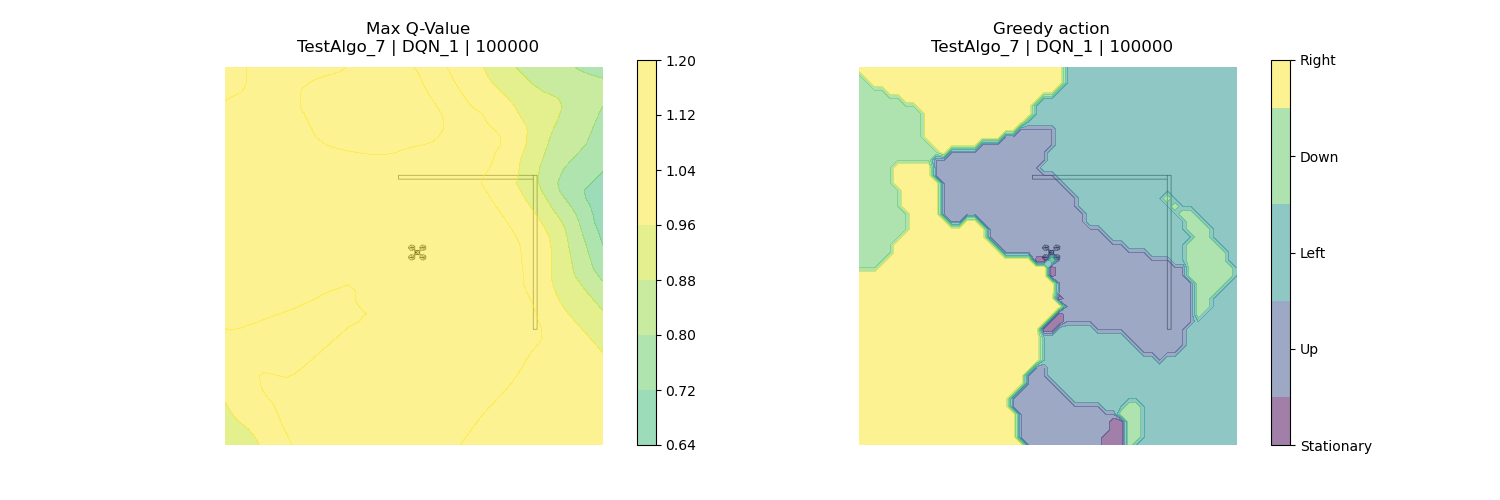 Max Q-Value
TestAlgo_7 | DQN_1 | 100000
1.20
1.12
1.04
0.96
0.88
0.80
0.72
0.64
Greedy action
TestAlgo_7 | DQN_1 | 100000
Right
Down
Left
Up
Stationary